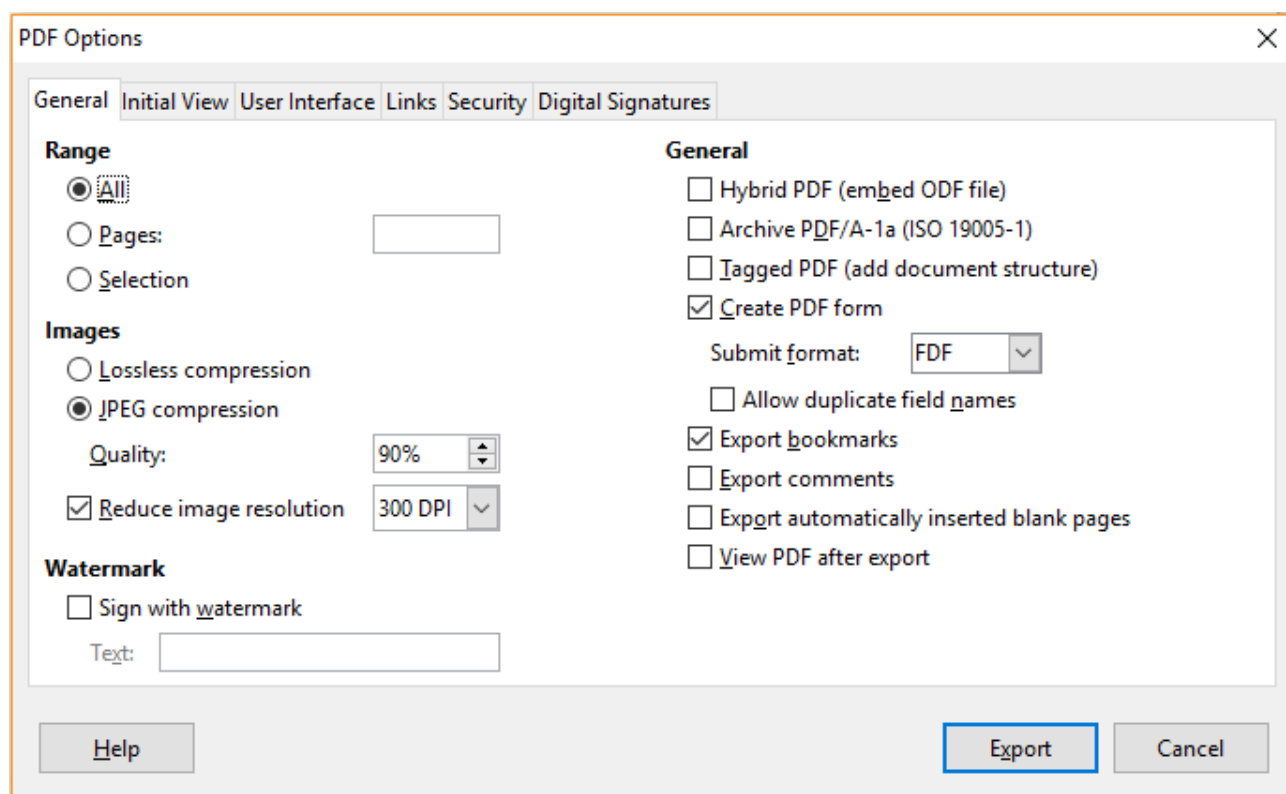 PDF Options
General Initial View User Interface Links Security Digital Signatures
Range
All
Pages:
Selection
Images
Lossless compression
JPEG compression
Quality: 90%
Reduce image resolution 300 DPI
Watermark
Sign with watermark
Text:
General
Hybrid PDF (embed ODF file)
Archive PDF/A-1a (ISO 19005-1)
Tagged PDF (add document structure)
Create PDF form
Submit format: FDF
Allow duplicate field names
Export bookmarks
Export comments
Export automatically inserted blank pages
View PDF after export
Help Export Cancel